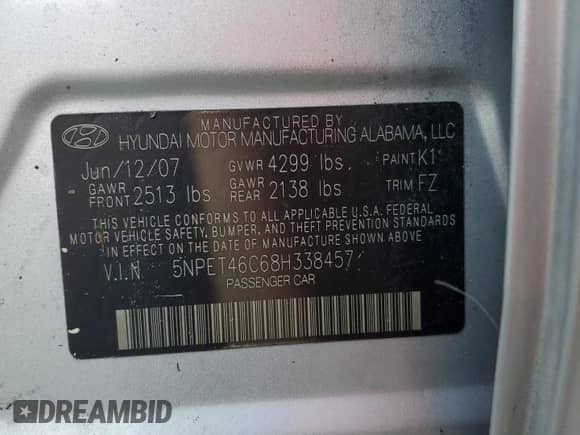 MANUFACTURED BY
HYUNDAI MOTOR MANUFACTURING ALABAMA, LLC
Jun/12/07 GVWR 4299 lbs. PAINT K1
GAWR FRONT 2513 lbs GAWR REAR 2138 lbs TRIM FZ
THIS VEHICLE CONFORMS TO ALL APPLICABLE U.S.A. FEDERAL
MOTOR VEHICLE SAFETY, BUMPER, AND THEFT PREVENTION STANDARDS
IN EFFECT ON THE DATE OF MANUFACTURE SHOWN ABOVE.
V.I.N 5NPET46C68H338457
PASSENGER CAR
DREAMBID